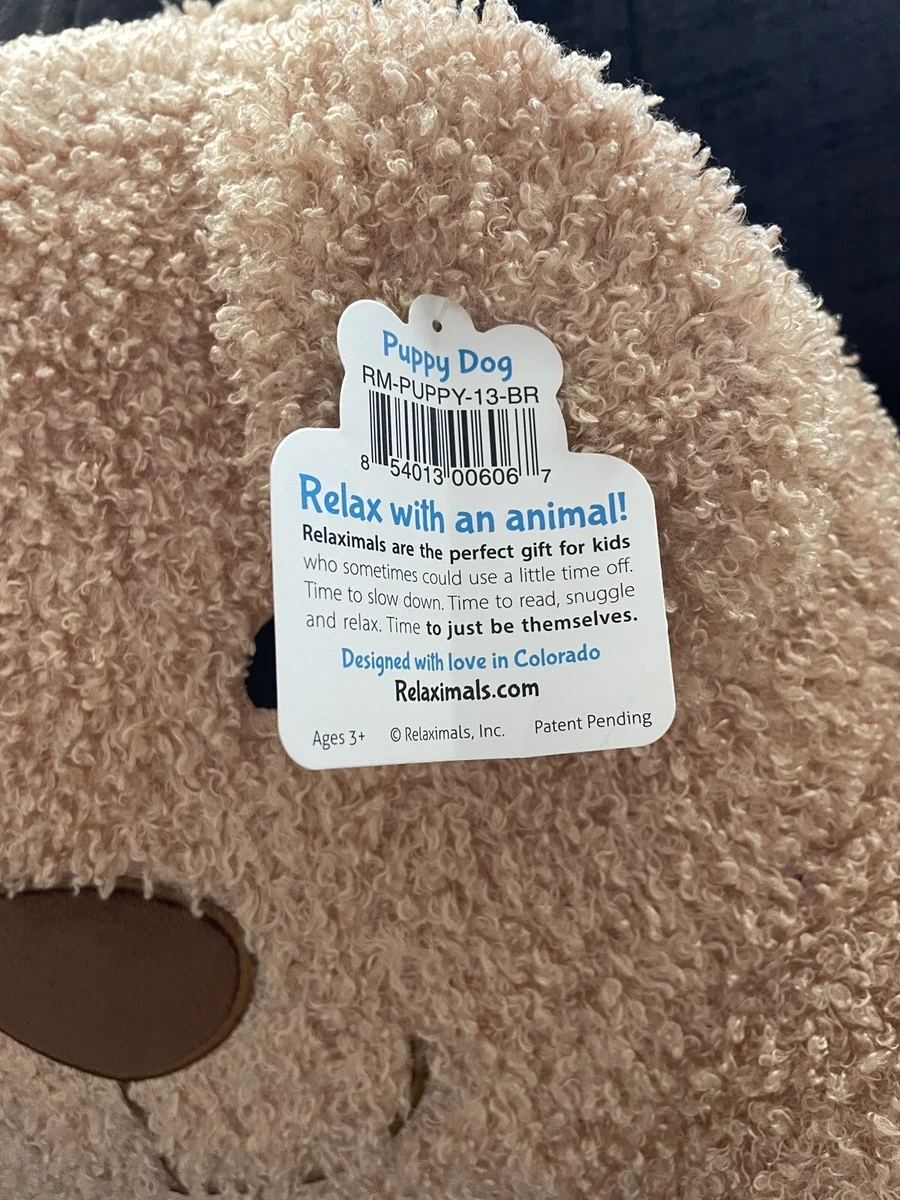 Puppy Dog
RM-PUPPY-13-BR
8 54013 00606 7
Relax with an animal!
Relaximals are the perfect gift for kids
who sometimes could use a little time off.
Time to slow down. Time to read, snuggle
and relax. Time to just be themselves.
Designed with love in Colorado
Relaximals.com
Ages 3+ © Relaximals, Inc. Patent Pending